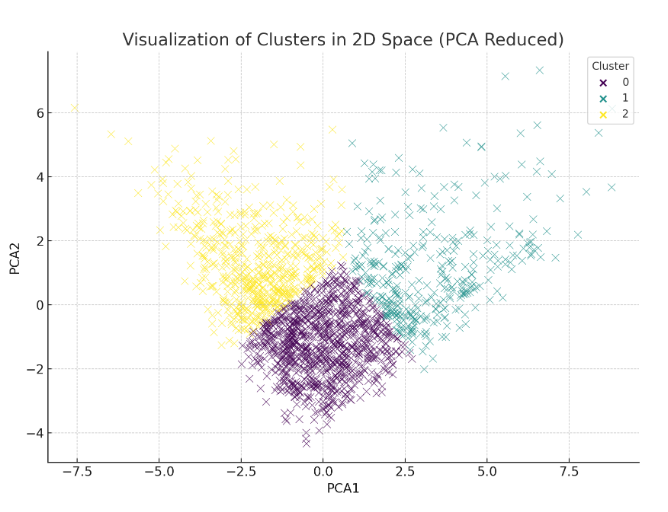 Visualization of Clusters in 2D Space (PCA Reduced)
Cluster
0
1
2
6
4
2
0
−2
−4
PCA2
−7.5 −5.0 −2.5 0.0 2.5 5.0 7.5
PCA1